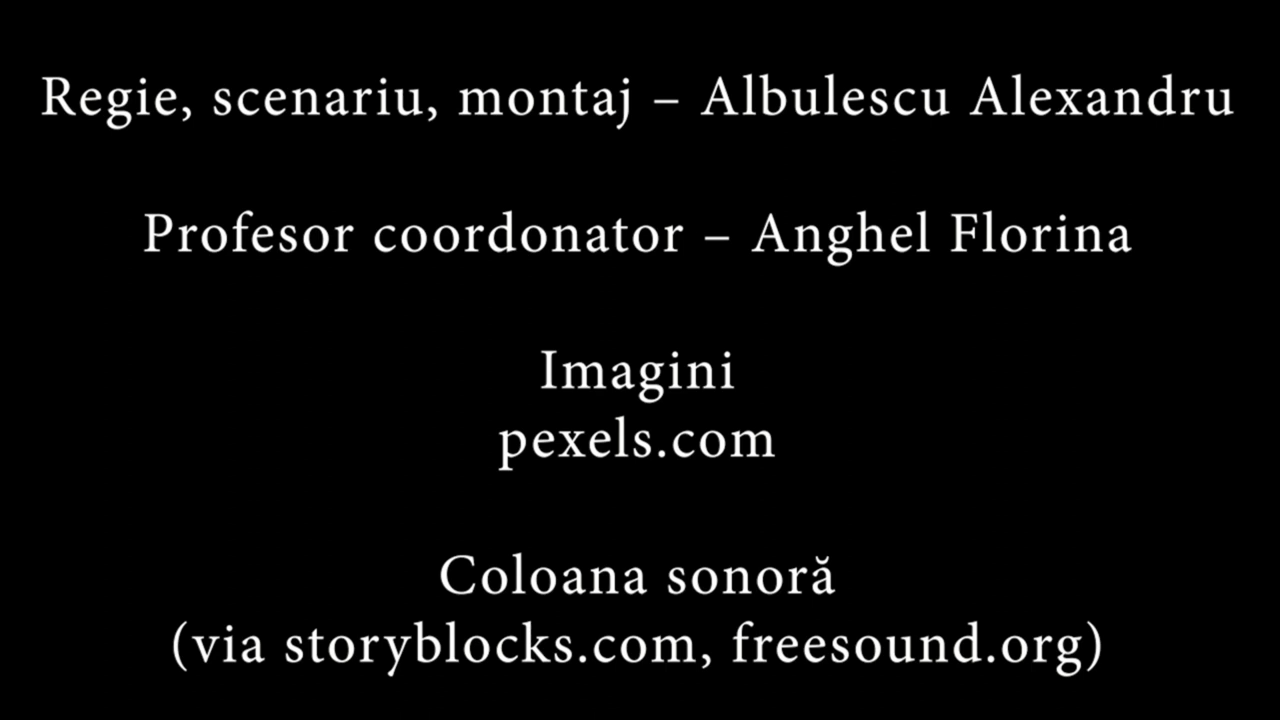 Regie, scenariu, montaj – Albulescu Alexandru
Profesor coordonator – Anghel Florina
Imagini
pexels.com
Coloana sonoră
(via storyblocks.com, freesound.org)